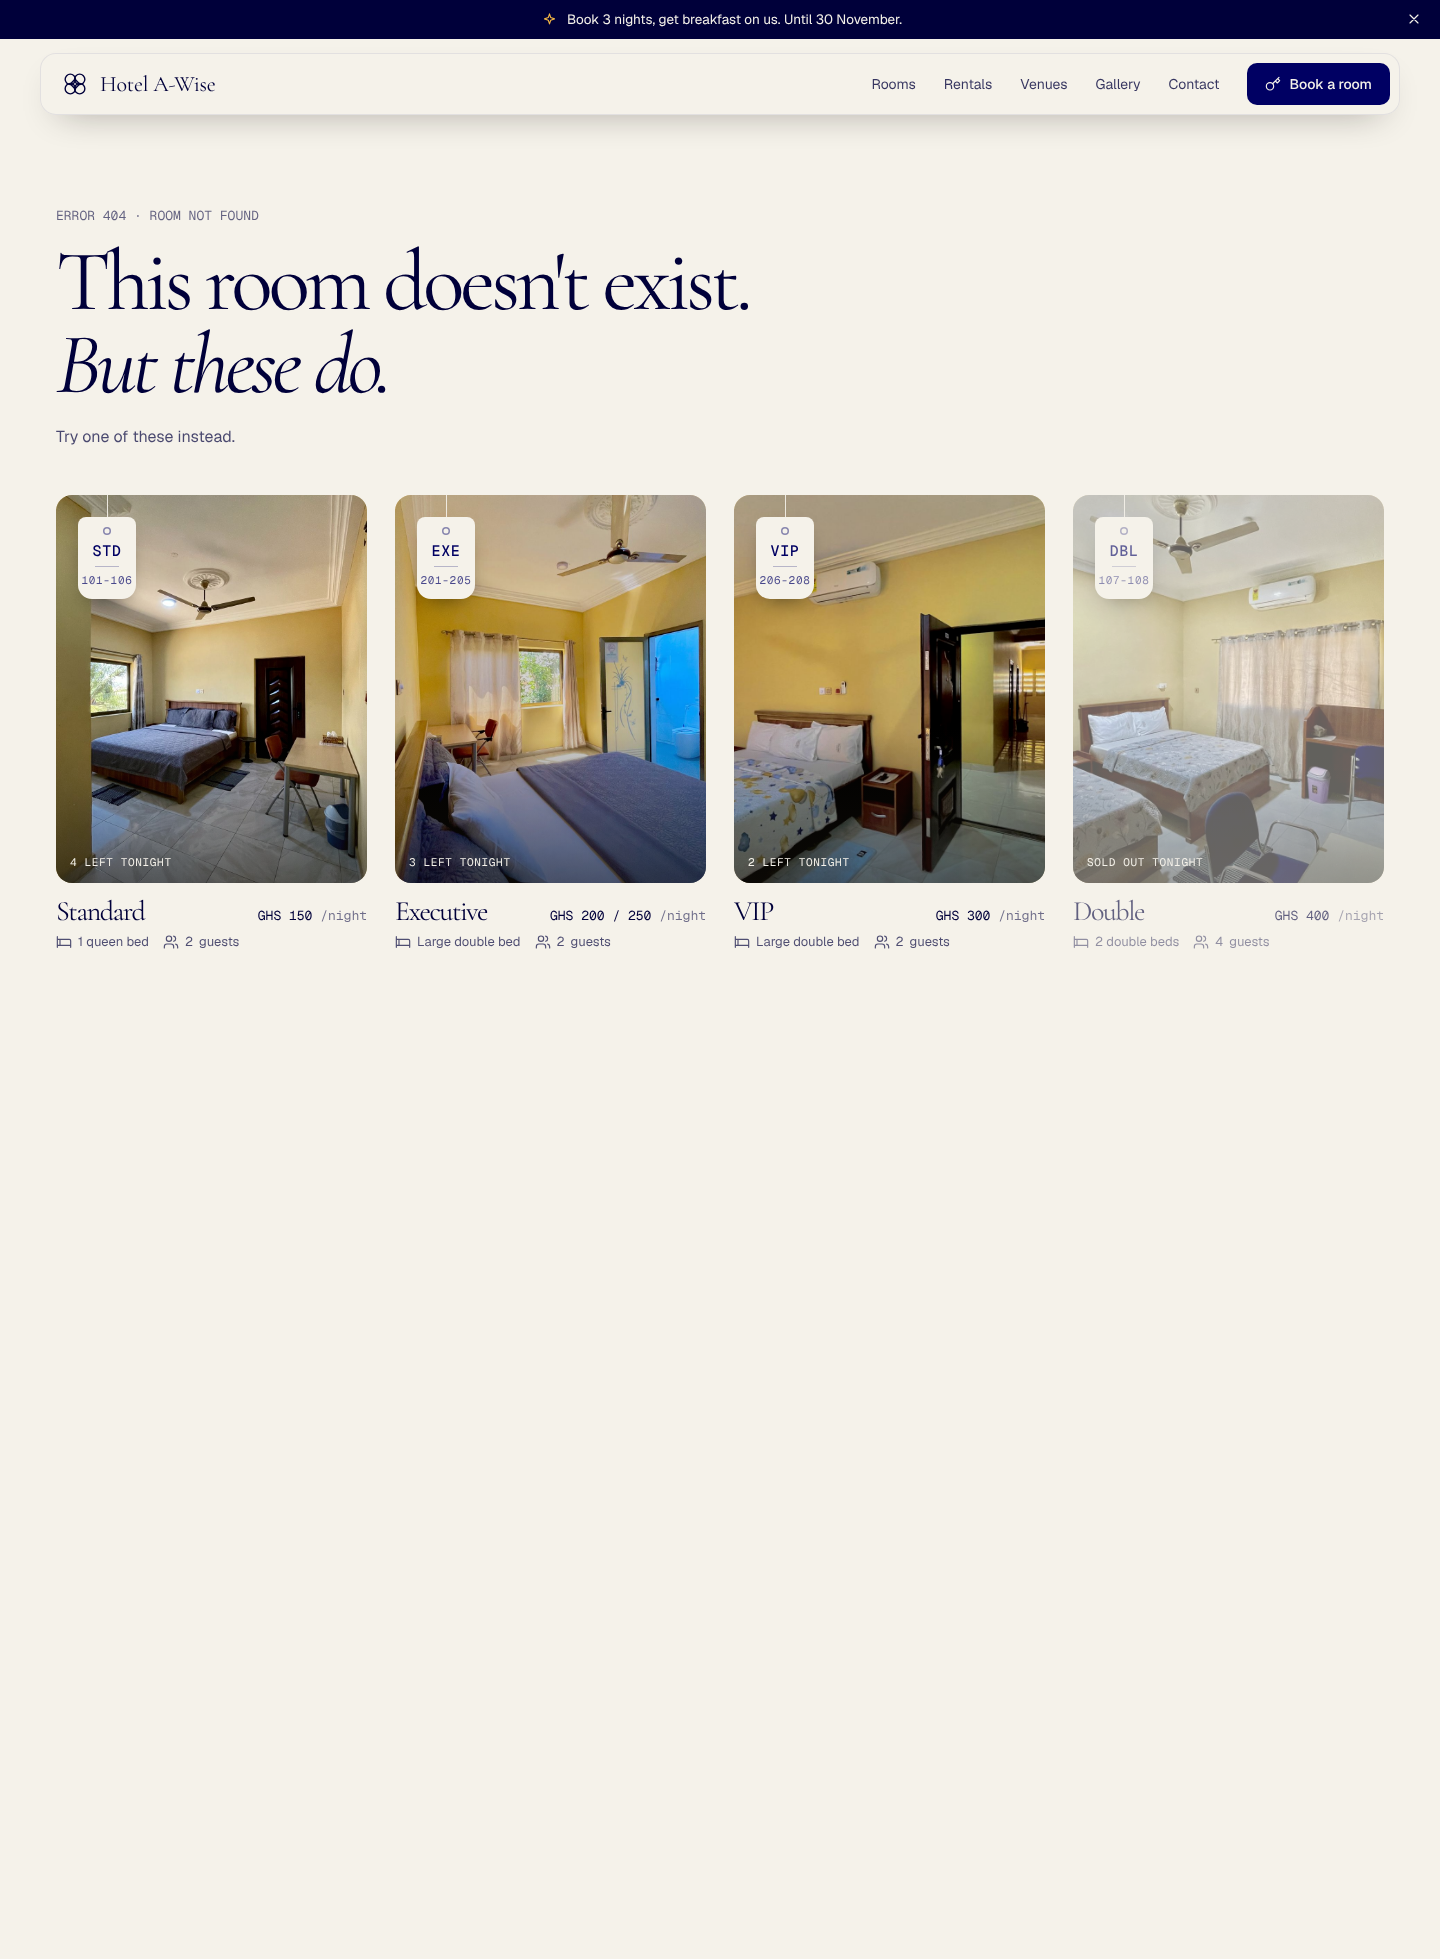 Book 3 nights, get breakfast on us. Until 30 November.
Hotel A-Wise
Rooms
Rentals
Venues
Gallery
Contact
Book a room
ERROR 404 · ROOM NOT FOUND
This room doesn't exist.
But these do.
Try one of these instead.
STD
101-106
4 LEFT TONIGHT
Standard
GHS 150 /night
1 queen bed
2 guests
EXE
201-205
3 LEFT TONIGHT
Executive
GHS 200 / 250 /night
Large double bed
2 guests
VIP
206-208
2 LEFT TONIGHT
VIP
GHS 300 /night
Large double bed
2 guests
DBL
107-108
SOLD OUT TONIGHT
Double
GHS 400 /night
2 double beds
4 guests